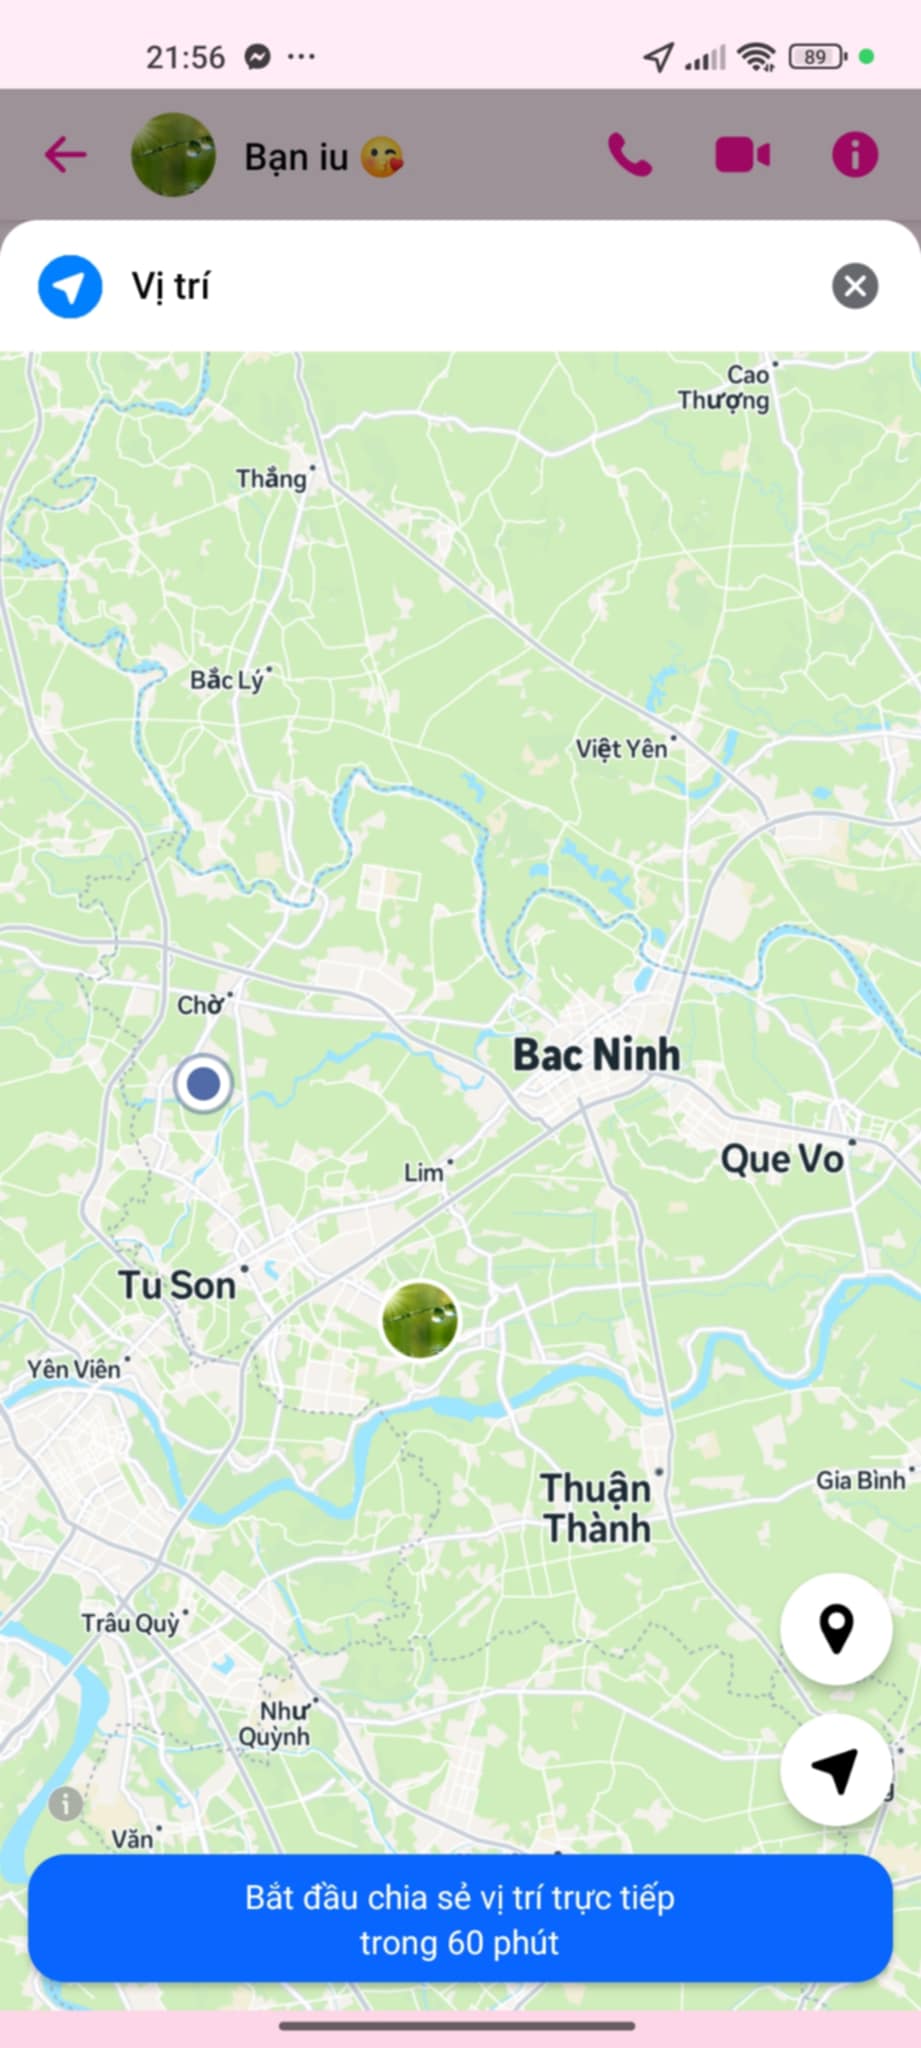 21:56
89
Bạn iu 😘
Vị trí
Cao
Thượng
Thắng
Bắc Lý
Việt Yên
Chờ
Bac Ninh
Que Vo
Lim
Tu Son
Yên Viên
Thuận
Thành
Gia Bình
Trâu Quỳ
Như
Quỳnh
Văn
Bắt đầu chia sẻ vị trí trực tiếp
trong 60 phút